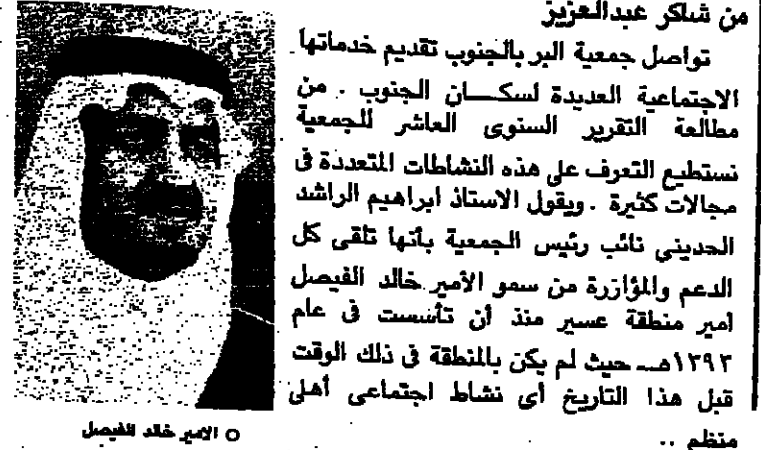 من شاكر عبدالعزيز
تواصل جمعية البر بالجنوب تقديم خدماتها
الاجتماعية العديدة لسكـــان الجنوب . من
مطالعة التقرير السنوى العاشر للجمعية
نستطيع التعرف على هذه النشاطات المتعددة فى
مجالات كثيرة . ويقول الاستاذ ابراهيم الراشد
الحدينى نائب رئيس الجمعية بأنها تلقى كل
الدعم والمؤازرة من سمو الأمير خالد الفيصل
امير منطقة عسير منذ أن تأسست فى عام
١٣٩٢هـــ حيث لم يكن بالمنطقة فى ذلك الوقت
قبل هذا التاريخ أى نشاط اجتماعى أهلى
منظم ..
○ الامير خالد الفيصل